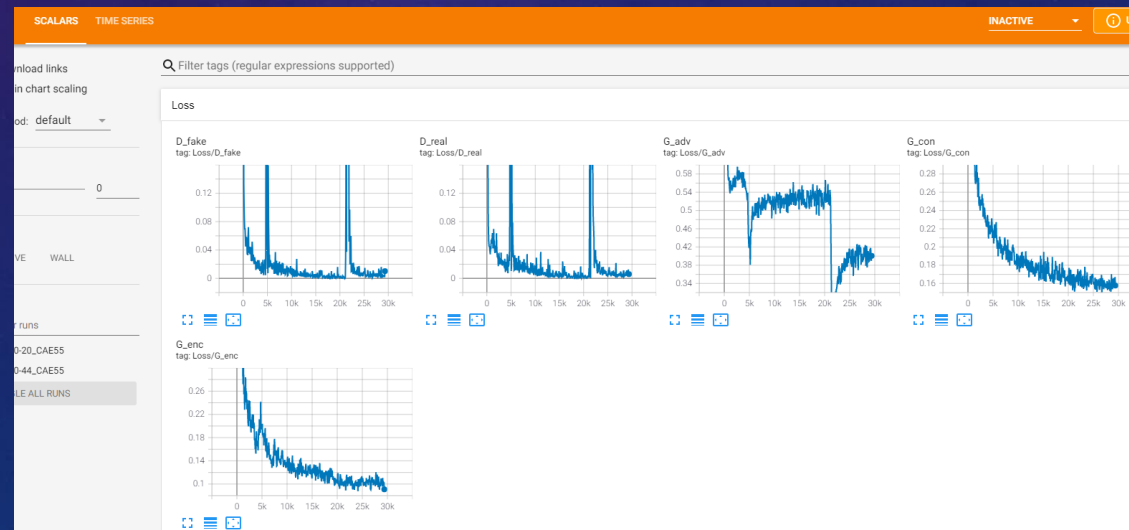 SCALARS TIME SERIES INACTIVE
Filter tags (regular expressions supported)
links
in chart scaling
default
0
WALL
runs
0-20_CAE55
0-44_CAE55
ALL RUNS
Loss
D_fake
tag: Loss/D_fake
0.12
0.08
0.04
0
0 5k 10k 15k 20k 25k 30k
D_real
tag: Loss/D_real
0.12
0.08
0.04
0
0 5k 10k 15k 20k 25k 30k
G_adv
tag: Loss/G_adv
0.58
0.54
0.5
0.46
0.42
0.38
0.34
0 5k 10k 15k 20k 25k 30k
G_con
tag: Loss/G_con
0.28
0.26
0.24
0.22
0.2
0.18
0.16
0 5k 10k 15k 20k 25k 30k
G_enc
tag: Loss/G_enc
0.26
0.22
0.18
0.14
0.1
0 5k 10k 15k 20k 25k 30k